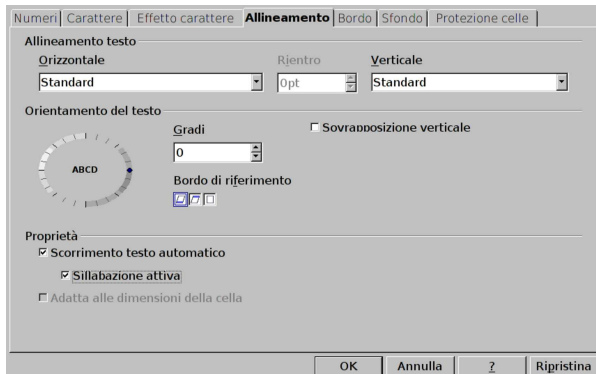 Numeri Carattere Effetto carattere Allineamento Bordo Sfondo Protezione celle
Allineamento testo
Orizzontale Rientro Verticale
Standard 0pt Standard
Orientamento del testo
Gradi Sovrapposizione verticale
0
ABCD
Bordo di riferimento
Proprietà
Scorrimento testo automatico
Sillabazione attiva
Adatta alle dimensioni della cella
OK Annulla ? Ripristina